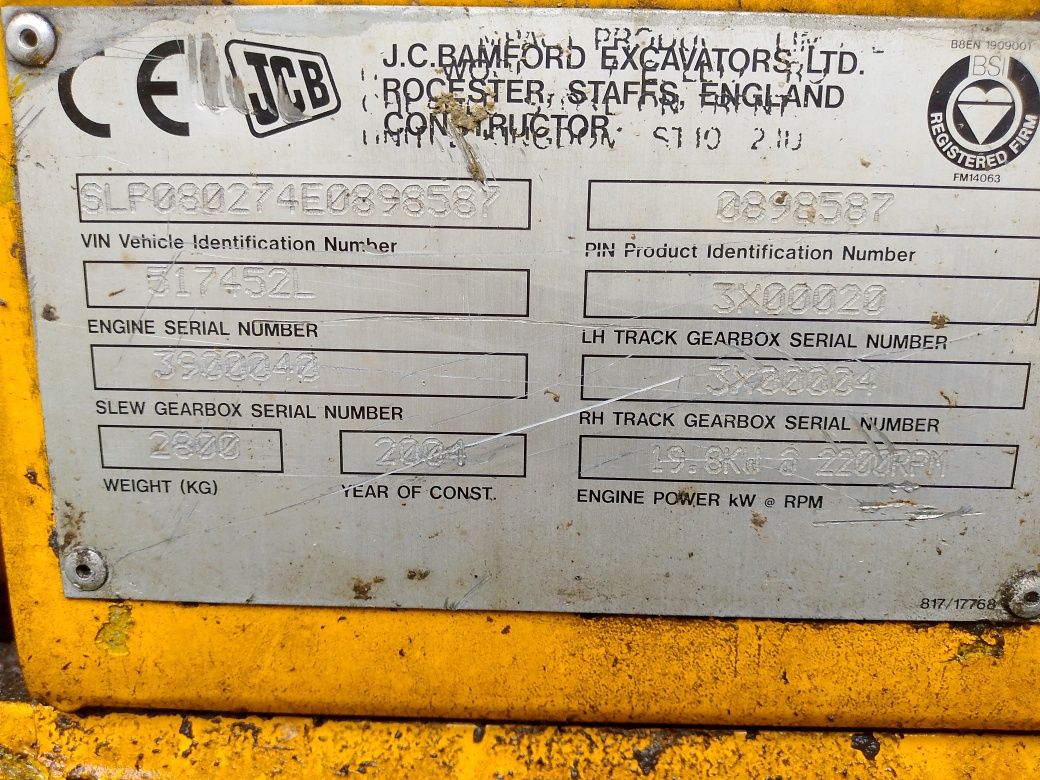 CE
JCB
J.C.BAMFORD EXCAVATORS LTD.
ROCESTER, STAFFS, ENGLAND
CONSTRUCTOR
ST10 2JU
B8EN 1909001
BSI
REGISTERED FIRM
FM14063
SLP080274E0898587
VIN Vehicle Identification Number
0898587
PIN Product Identification Number
517452L
ENGINE SERIAL NUMBER
3X00020
LH TRACK GEARBOX SERIAL NUMBER
3900040
SLEW GEARBOX SERIAL NUMBER
3X00004
RH TRACK GEARBOX SERIAL NUMBER
2800
WEIGHT (KG)
2004
YEAR OF CONST.
19.8KW @ 2200RPM
ENGINE POWER kW @ RPM
817/17768